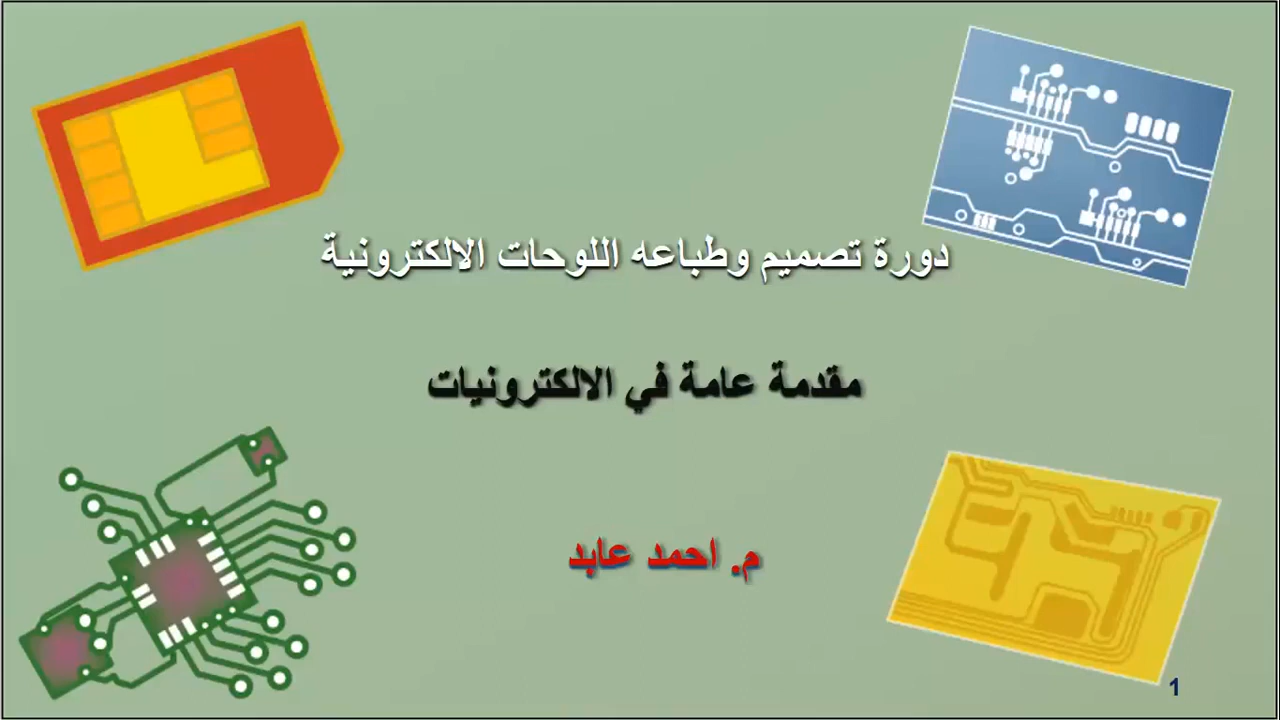 دورة تصميم وطباعه اللوحات الالكترونية
مقدمة عامة في الالكترونيات
م. احمد عابد
1